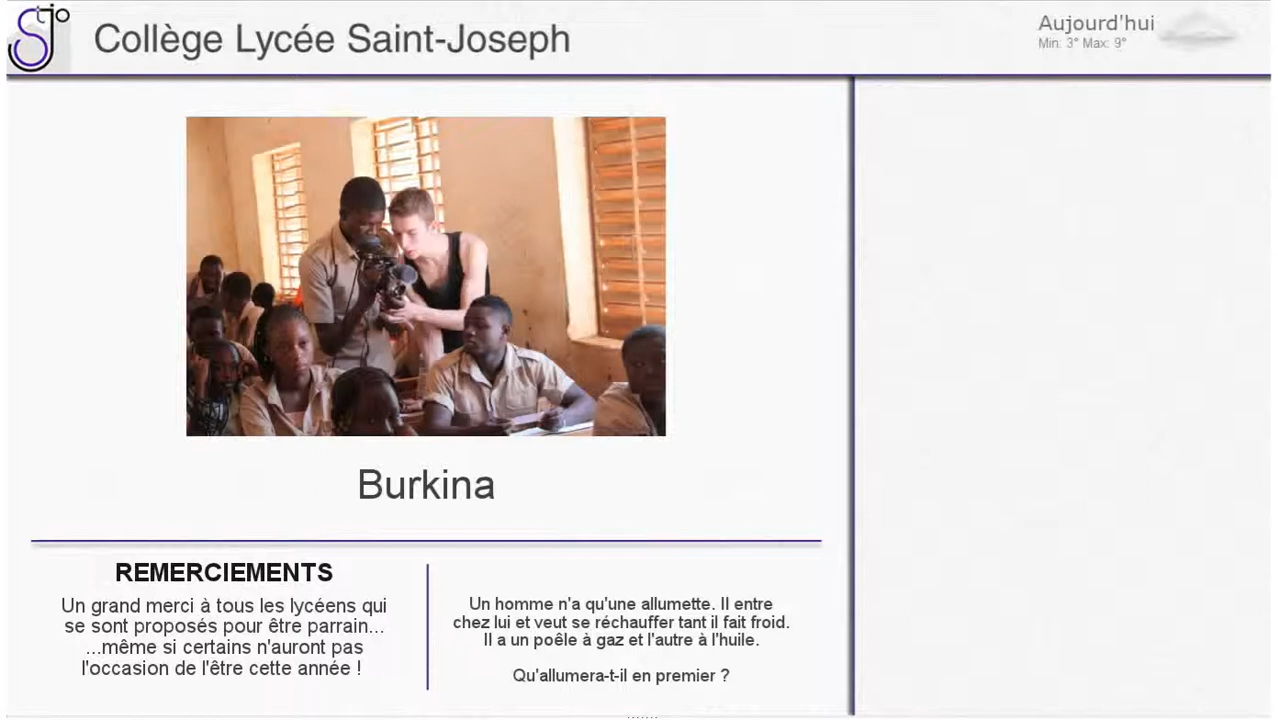 Collège Lycée Saint-Joseph
Aujourd'hui
Min: 3° Max: 9°
Burkina
REMERCIEMENTS
Un grand merci à tous les lycéens qui
se sont proposés pour être parrain...
...même si certains n'auront pas
l'occasion de l'être cette année !
Un homme n'a qu'une allumette. Il entre
chez lui et veut se réchauffer tant il fait froid.
Il a un poêle à gaz et l'autre à l'huile.
Qu'allumera-t-il en premier ?